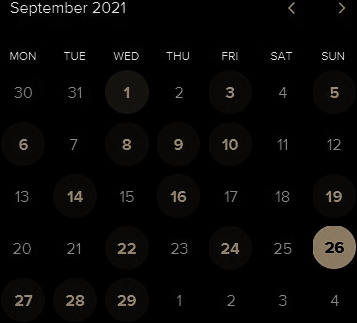 September 2021
MON TUE WED THU FRI SAT SUN
30 31 1 2 3 4 5
6 7 8 9 10 11 12
13 14 15 16 17 18 19
20 21 22 23 24 25 26
27 28 29 1 2 3 4